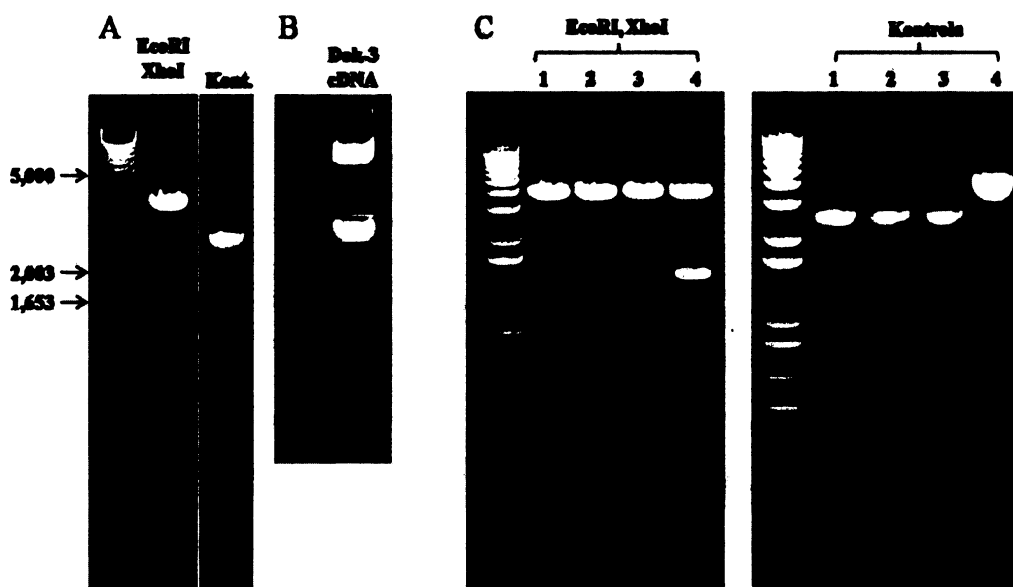 A
EcoRI
XhoI
Kont.
B
Dok-3
cDNA
C
EcoRI, XhoI
1 2 3 4
Kontrola
1 2 3 4
5,000
2,003
1,653